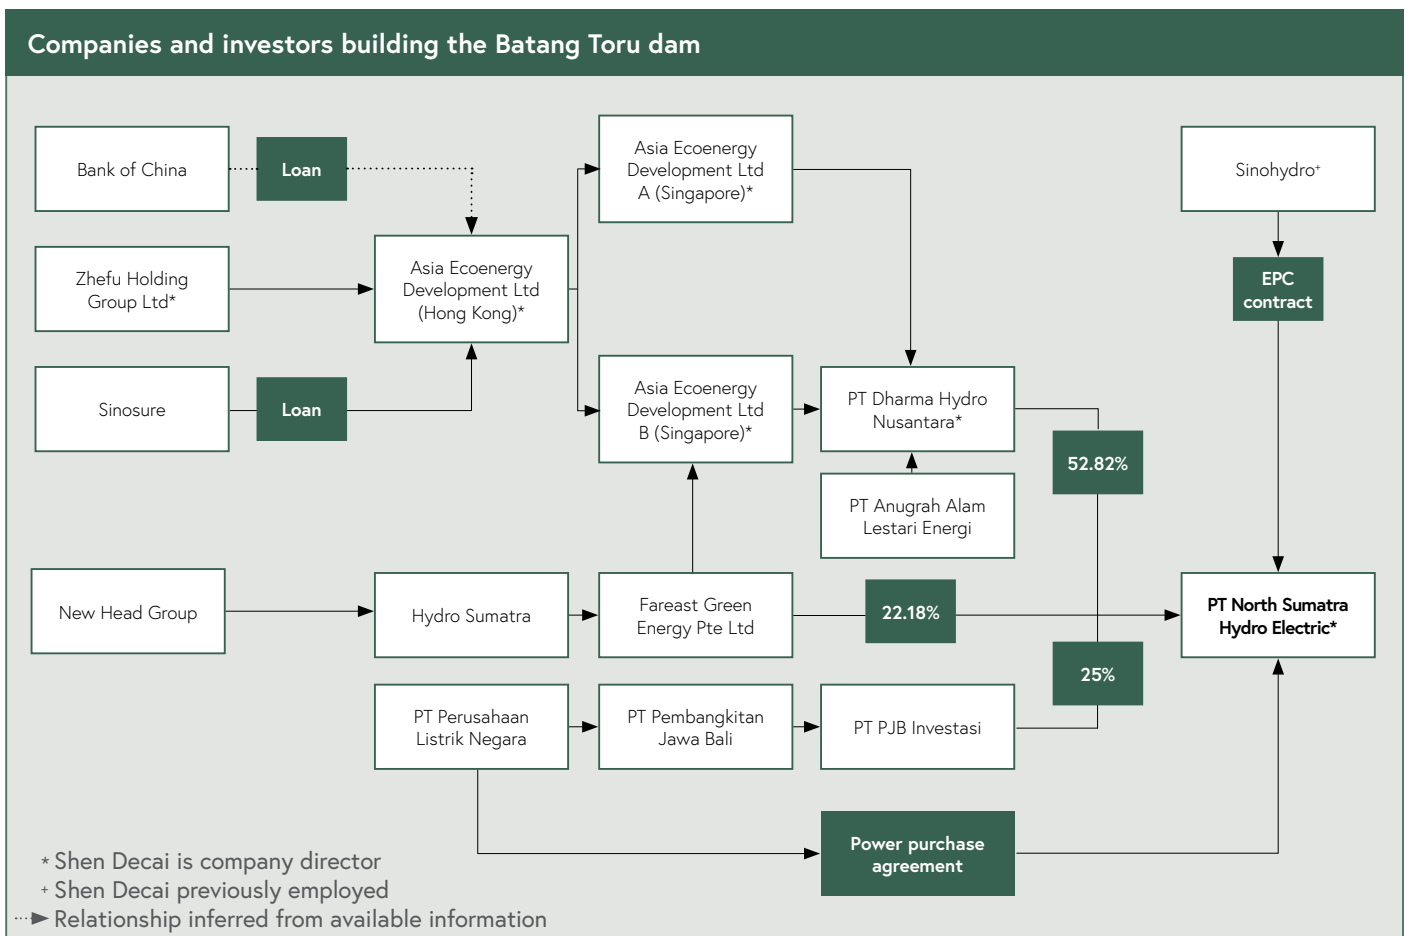 Companies and investors building the Batang Toru dam
Bank of China
Loan
Zhefu Holding
Group Ltd*
Sinosure
Loan
Asia Ecoenergy
Development Ltd
(Hong Kong)*
Asia Ecoenergy
Development Ltd
A (Singapore)*
Asia Ecoenergy
Development Ltd
B (Singapore)*
PT Dharma Hydro
Nusantara*
PT Anugrah Alam
Lestari Energi
52.82%
Sinohydro+
EPC
contract
New Head Group
Hydro Sumatra
Fareast Green
Energy Pte Ltd
22.18%
PT North Sumatra
Hydro Electric*
25%
PT Perusahaan
Listrik Negara
PT Pembangkitan
Jawa Bali
PT PJB Investasi
Power purchase
agreement
* Shen Decai is company director
+ Shen Decai previously employed
Relationship inferred from available information